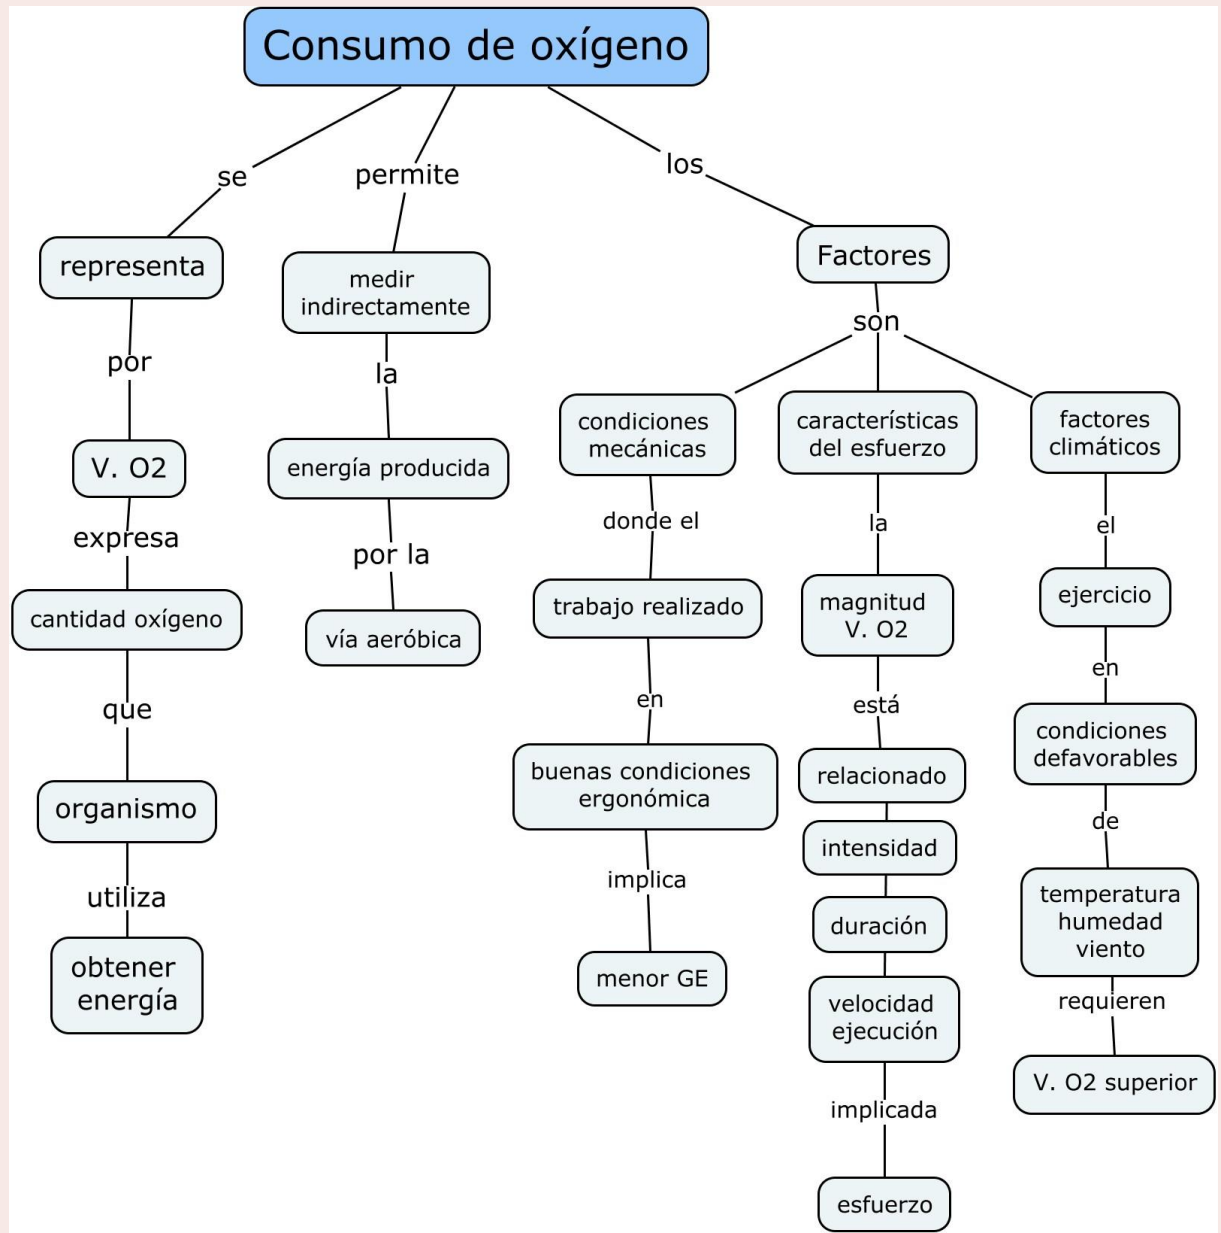 Consumo de oxígeno
se
permite
los
representa
medir
indirectamente
Factores
por
la
son
V. O2
energía producida
condiciones
mecánicas
características
del esfuerzo
factores
climáticos
expresa
por la
donde el
la
el
cantidad oxígeno
vía aeróbica
trabajo realizado
magnitud
V. O2
ejercicio
que
en
está
en
organismo
buenas condiciones
ergonómica
relacionado
condiciones
defavorables
intensidad
de
utiliza
implica
duración
temperatura
humedad
viento
obtener
energía
menor GE
velocidad
ejecución
requieren
implicada
V. O2 superior
esfuerzo